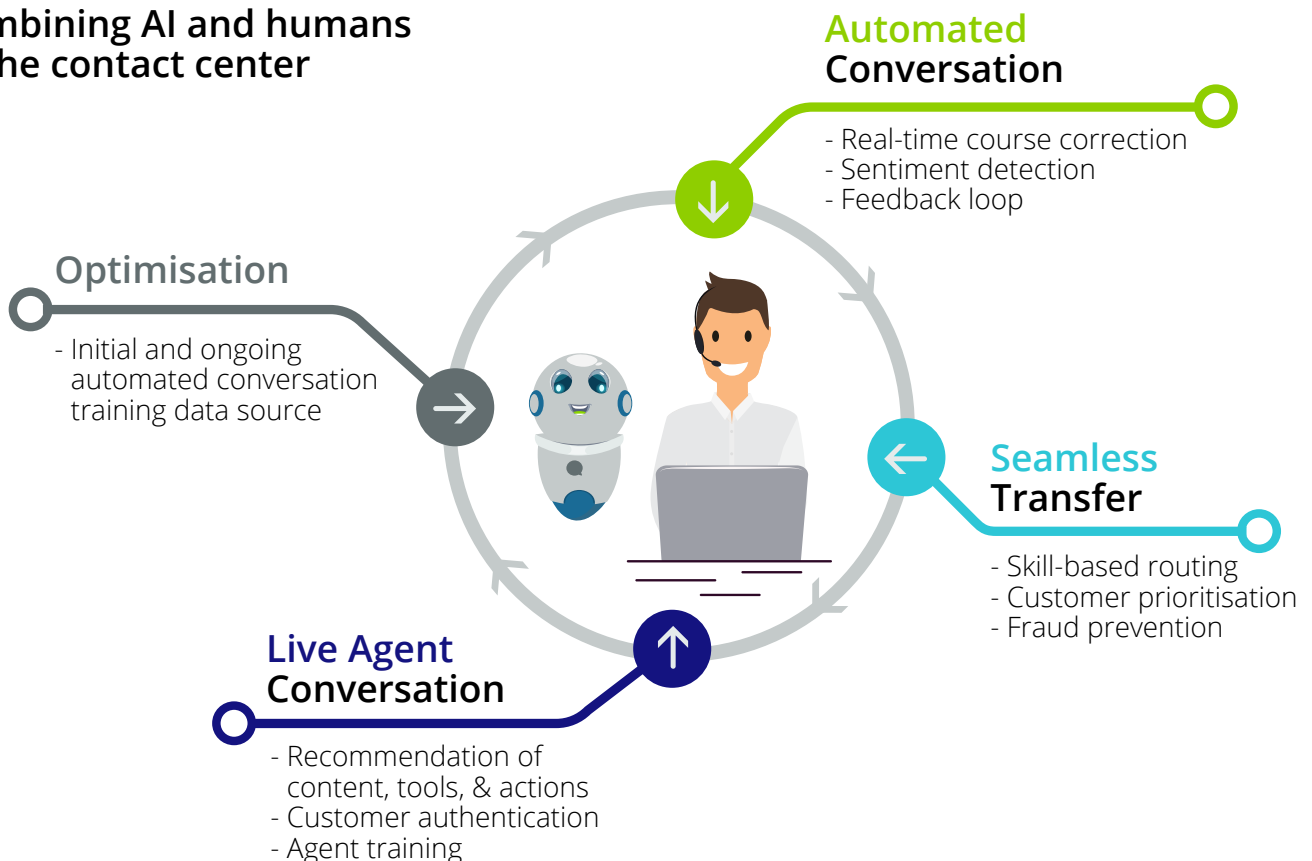 mbining AI and humans
he contact center
Automated
Conversation
- Real-time course correction
- Sentiment detection
- Feedback loop
Optimisation
- Initial and ongoing
automated conversation
training data source
Seamless
Transfer
- Skill-based routing
- Customer prioritisation
- Fraud prevention
Live Agent
Conversation
- Recommendation of
content, tools, & actions
- Customer authentication
- Agent training